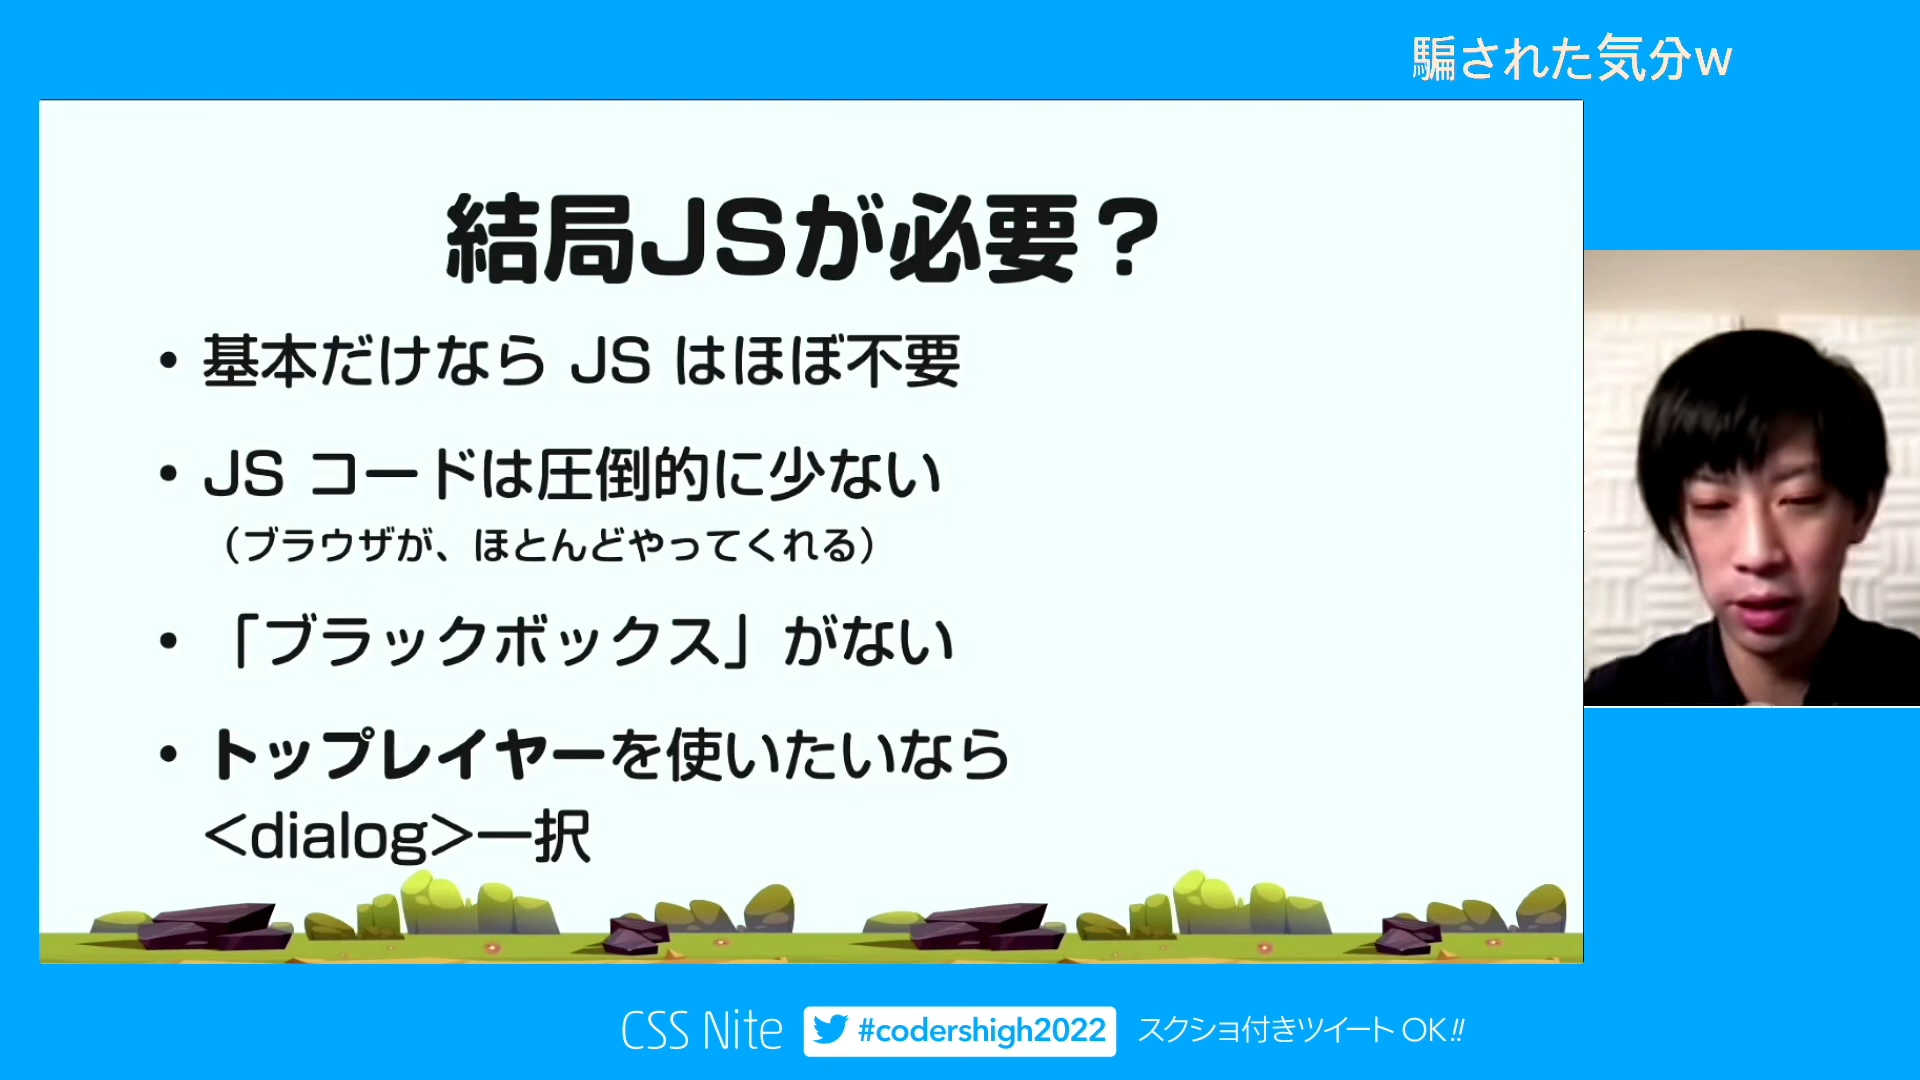 騙された気分w
結局JSが必要？
• 基本だけなら JS はほぼ不要
• JS コードは圧倒的に少ない
（ブラウザが、ほとんどやってくれる）
• 「ブラックボックス」がない
• トップレイヤーを使いたいなら
<dialog>一択
CSS Nite #codershigh2022 スクショ付きツイート OK!!